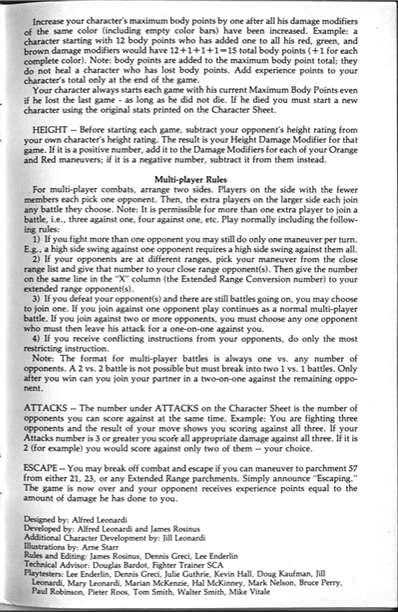 Increase your character's maximum body points by one after all his damage modifiers
of the same color (including empty color bars) have been increased. Example: a
character starting with 12 body points who has added one to all his red, green, and
brown damage modifiers would have 12+1+1+1=15 total body points (+1 for each
complete color). Note: body points are added to the maximum body point total; they
do not heal a character who has lost body points. Add experience points to your
character's total only at the end of the game.
Your character always starts each game with his current Maximum Body Points even
if he lost the last game - as long as he did not die. If he died you must start a new
character using the original stats printed on the Character Sheet.
HEIGHT — Before starting each game, subtract your opponent's height rating from
your own character's height rating. The result is your Height Damage Modifier for that
game. If it is a positive number, add it to the Damage Modifiers for each of your Orange
and Red maneuvers; if it is a negative number, subtract it from them instead.
Multi-player Rules
For multi-player combats, arrange two sides. Players on the side with the fewer
members each pick one opponent. Then, the extra players on the larger side each join
any battle they choose. Note: It is permissible for more than one extra player to join a
battle, i.e., three against one, four against one, etc. Play normally including the follow-
ing rules:
1) If you fight more than one opponent you may still do only one maneuver per turn.
E.g., a high side swing against one opponent requires a high side swing against them all.
2) If your opponents are at different ranges, pick your maneuver from the close
range list and give that number to your close range opponent(s). Then give the number
on the same line in the "X" column (the Extended Range Conversion number) to your
extended range opponent(s).
3) If you defeat your opponent(s) and there are still battles going on, you may choose
to join one. If you join against one opponent play continues as a normal multi-player
battle. If you join against two or more opponents, you must choose any one opponent
who must then leave his attack for a one-on-one against you.
4) If you receive conflicting instructions from your opponents, do only the most
restricting instruction.
Note: The format for multi-player battles is always one vs. any number of
opponents. A 2 vs. 2 battle is not possible but must break into two 1 vs. 1 battles. Only
after you win can you join your partner in a two-on-one against the remaining oppo-
nent.
ATTACKS — The number under ATTACKS on the Character Sheet is the number of
opponents you can score against at the same time. Example: You are fighting three
opponents and the result of your move shows you scoring against all three. If your
Attacks number is 3 or greater you score all appropriate damage against all three. If it is
2 (for example) you would score against only two of them — your choice.
ESCAPE — You may break off combat and escape if you can maneuver to parchment 57
from either 21, 23, or any Extended Range parchments. Simply announce "Escaping."
The game is now over and your opponent receives experience points equal to the
amount of damage he has done to you.
Designed by: Alfred Leonardi
Developed by: Alfred Leonardi and James Rosinus
Additional Character Development by: Jill Leonardi
Illustrations by: Arne Starr
Rules and Editing: James Rosinus, Dennis Greci, Lee Enderlin
Technical Advisor: Douglas Bardot, Fighter Trainer SCA
Playtesters: Lee Enderlin, Dennis Greci, Julie Guthrie, Kevin Hall, Doug Kaufman, Jill
Leonardi, Mary Leonardi, Marian McKenzie, Hal McKinney, Mark Nelson, Bruce Perry,
Paul Robinson, Pieter Roos, Tom Smith, Walter Smith, Mike Vitale